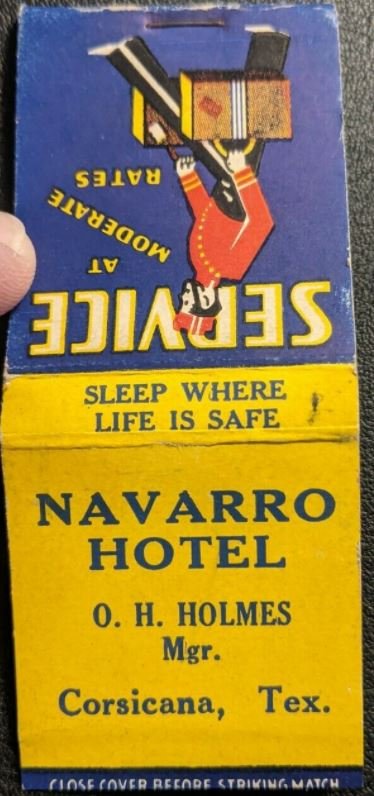 SERVICE
AT
MODERATE
RATES
SLEEP WHERE
LIFE IS SAFE
NAVARRO
HOTEL
O. H. HOLMES
Mgr.
Corsicana, Tex.
CLOSE COVER BEFORE STRIKING MATCH